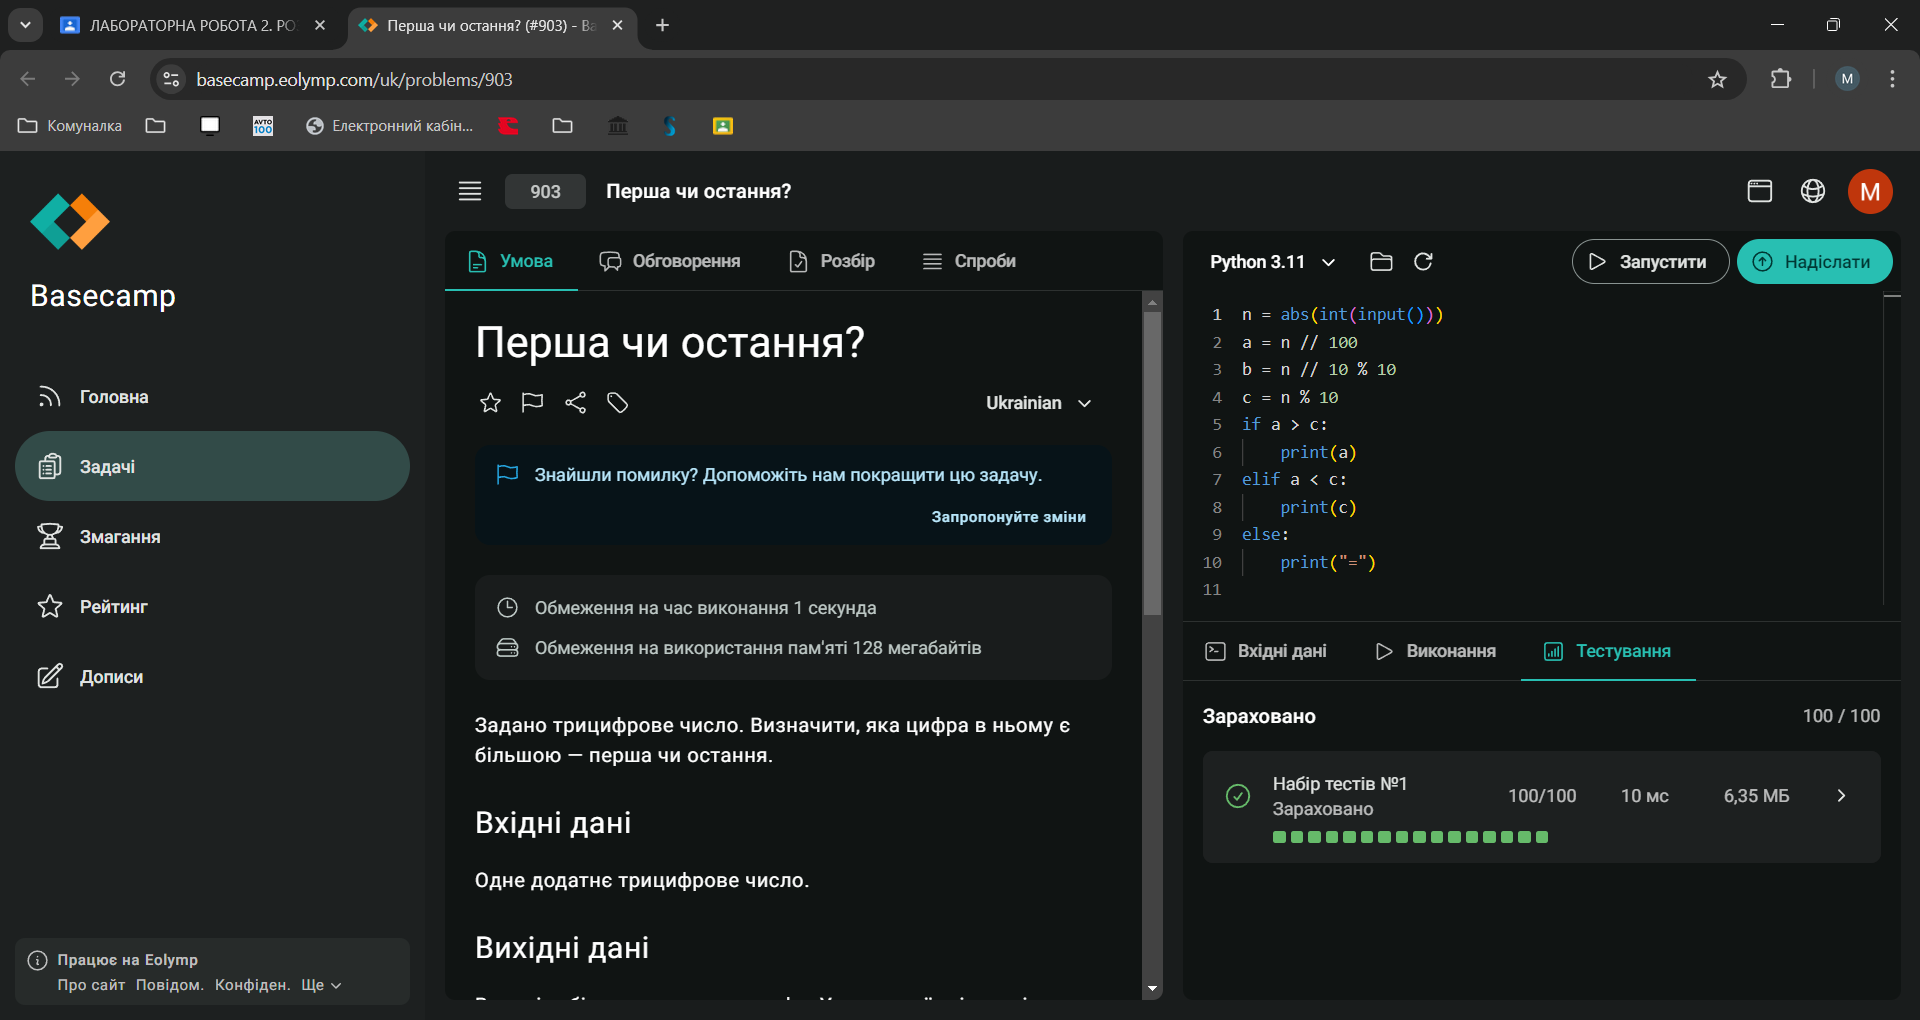 ЛАБОРАТОРНА РОБОТА 2. РО
Перша чи остання? (#903) - Ba
basecamp.eolymp.com/uk/problems/903
M
Комуналка
AVTO
100
Електронний кабін...
Basecamp
Головна
Задачі
Змагання
Рейтинг
Дописи
Працює на Eolymp
Про сайт Повідом. Конфіден. Ще
903
Перша чи остання?
M
Умова
Обговорення
Розбір
Спроби
Перша чи остання?
Ukrainian
Знайшли помилку? Допоможіть нам покращити цю задачу.
Запропонуйте зміни
Обмеження на час виконання 1 секунда
Обмеження на використання пам'яті 128 мегабайтів
Задано трицифрове число. Визначити, яка цифра в ньому є
більшою — перша чи остання.
Вхідні дані
Одне додатнє трицифрове число.
Вихідні дані
Python 3.11
Запустити
Надіслати
1 n = abs(int(input()))
2 a = n // 100
3 b = n // 10 % 10
4 c = n % 10
5 if a > c:
6     print(a)
7 elif a < c:
8     print(c)
9 else:
10     print("=")
11
Вхідні дані
Виконання
Тестування
Зараховано
100 / 100
Набір тестів №1
Зараховано
100/100
10 мс
6,35 МБ